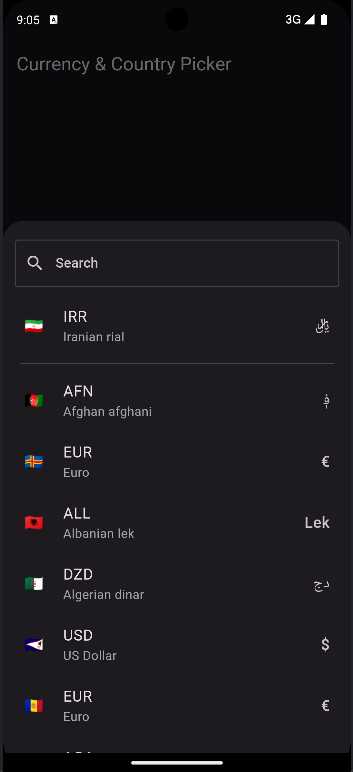 9:05
A
3G
Currency & Country Picker
Search
IRR
Iranian rial
﷼
AFN
Afghan afghani
؋
EUR
Euro
€
ALL
Albanian lek
Lek
DZD
Algerian dinar
دج
USD
US Dollar
$
EUR
Euro
€